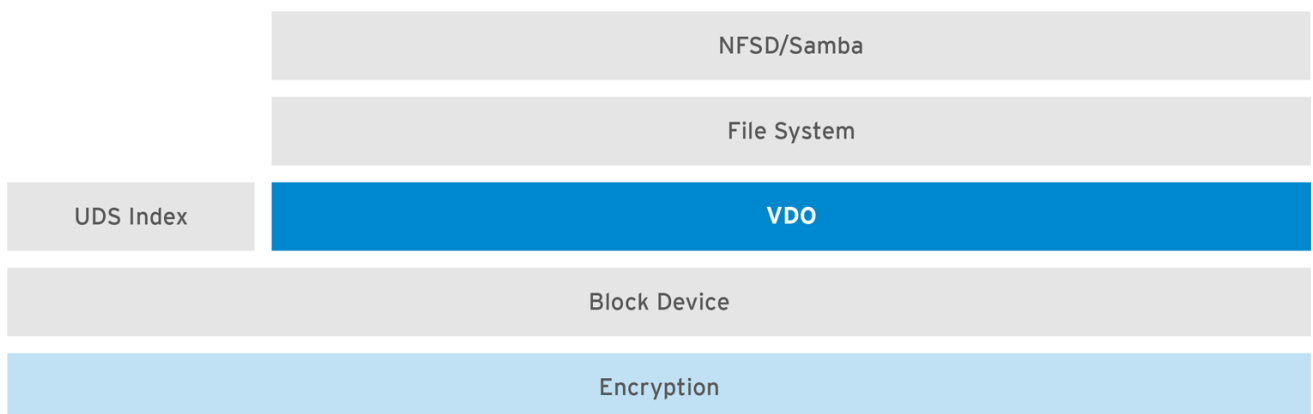 NFSD/Samba
File System
UDS Index
VDO
Block Device
Encryption